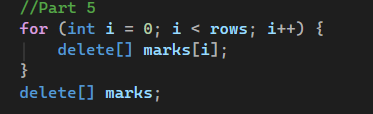 //Part 5
for (int i = 0; i < rows; i++) {
    delete[] marks[i];
}
delete[] marks;